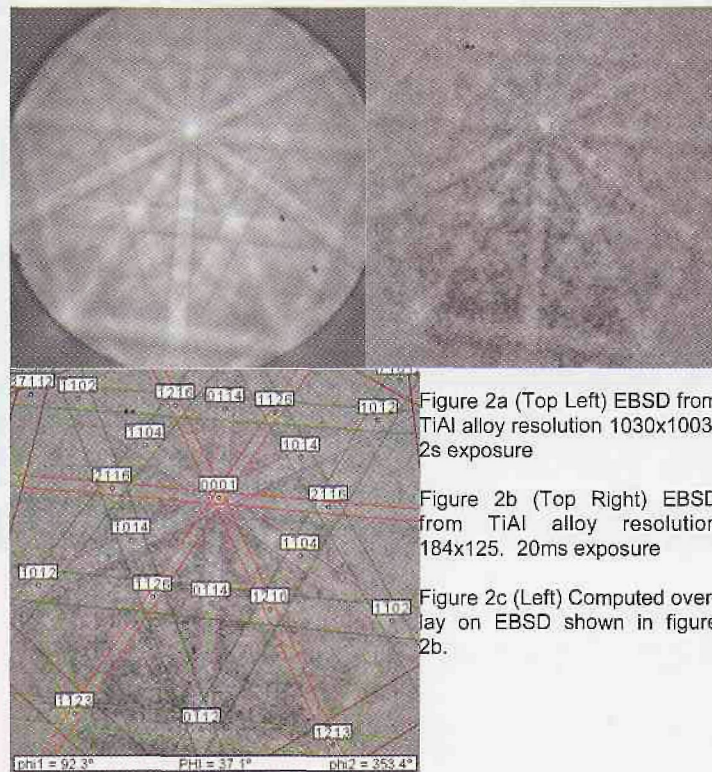 1102
1216
0114
1126
1012
1104
1014
2116
0001
2116
1014
1104
1012
1126
0114
1216
1102
1123
0112
1213
phi1 = 92.3° PHI = 37.1° phi2 = 353.4°
Figure 2a (Top Left) EBSD from
TiAl alloy resolution 1030x1003.
2s exposure
Figure 2b (Top Right) EBSD
from TiAl alloy resolution
184x125. 20ms exposure
Figure 2c (Left) Computed over-
lay on EBSD shown in figure
2b.